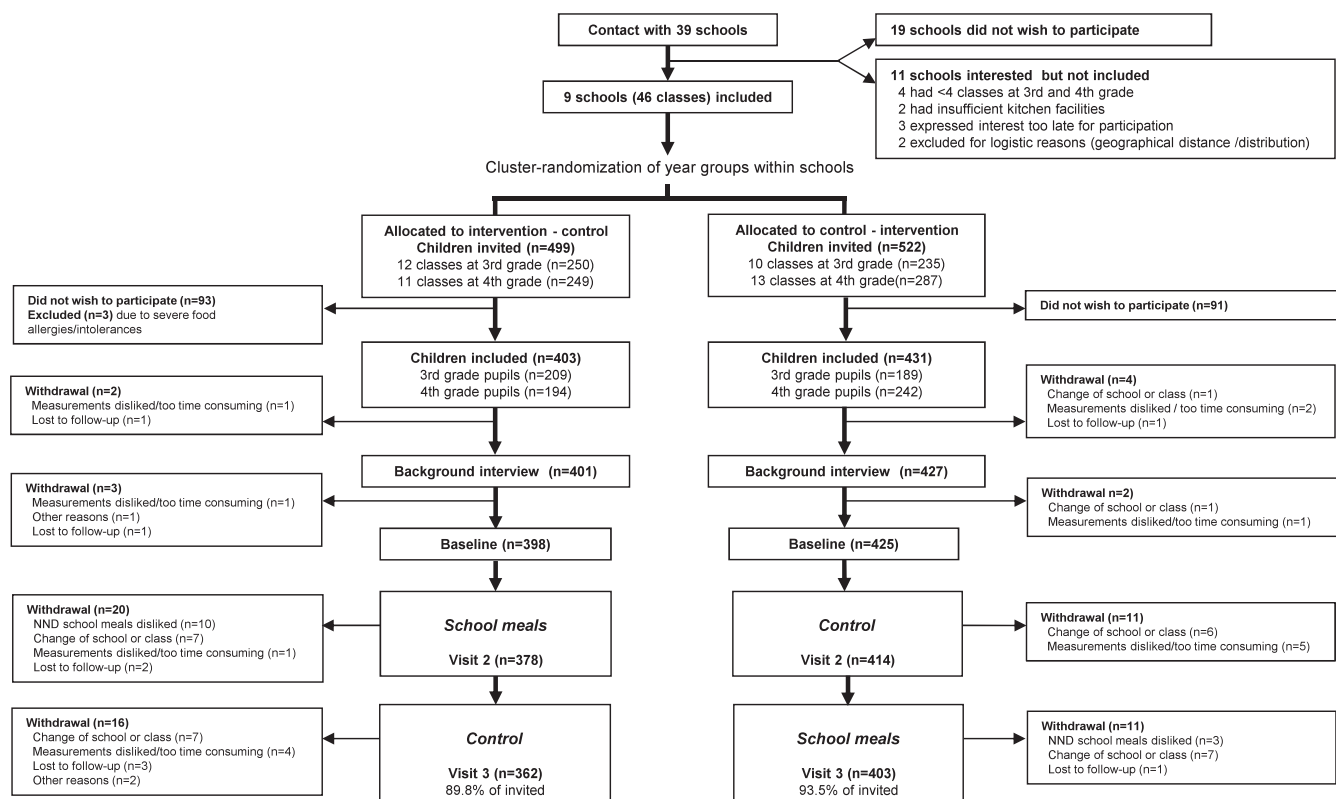 Contact with 39 schools
19 schools did not wish to participate
11 schools interested but not included
4 had <4 classes at 3rd and 4th grade
2 had insufficient kitchen facilities
3 expressed interest too late for participation
2 excluded for logistic reasons (geographical distance /distribution)
9 schools (46 classes) included
Cluster-randomization of year groups within schools
Allocated to intervention - control
Children invited (n=499)
12 classes at 3rd grade (n=250)
11 classes at 4th grade (n=249)
Allocated to control - intervention
Children invited (n=522)
10 classes at 3rd grade (n=235)
13 classes at 4th grade(n=287)
Did not wish to participate (n=93)
Excluded (n=3) due to severe food
allergies/intolerances
Did not wish to participate (n=91)
Children included (n=403)
3rd grade pupils (n=209)
4th grade pupils (n=194)
Children included (n=431)
3rd grade pupils (n=189)
4th grade pupils (n=242)
Withdrawal (n=2)
Measurements disliked/too time consuming (n=1)
Lost to follow-up (n=1)
Withdrawal (n=4)
Change of school or class (n=1)
Measurements disliked / too time consuming (n=2)
Lost to follow-up (n=1)
Background interview (n=401)
Background interview (n=427)
Withdrawal (n=3)
Measurements disliked/too time consuming (n=1)
Other reasons (n=1)
Lost to follow-up (n=1)
Withdrawal n=2)
Change of school or class (n=1)
Measurements disliked/too time consuming (n=1)
Baseline (n=398)
Baseline (n=425)
Withdrawal (n=20)
NND school meals disliked (n=10)
Change of school or class (n=7)
Measurements disliked/too time consuming (n=1)
Lost to follow-up (n=2)
School meals
Visit 2 (n=378)
Control
Visit 2 (n=414)
Withdrawal (n=11)
Change of school or class (n=6)
Measurements disliked/too time consuming (n=5)
Withdrawal (n=16)
Change of school or class (n=7)
Measurements disliked/too time consuming (n=4)
Lost to follow-up (n=3)
Other reasons (n=2)
Control
Visit 3 (n=362)
89.8% of invited
School meals
Visit 3 (n=403)
93.5% of invited
Withdrawal (n=11)
NND school meals disliked (n=3)
Change of school or class (n=7)
Lost to follow-up (n=1)